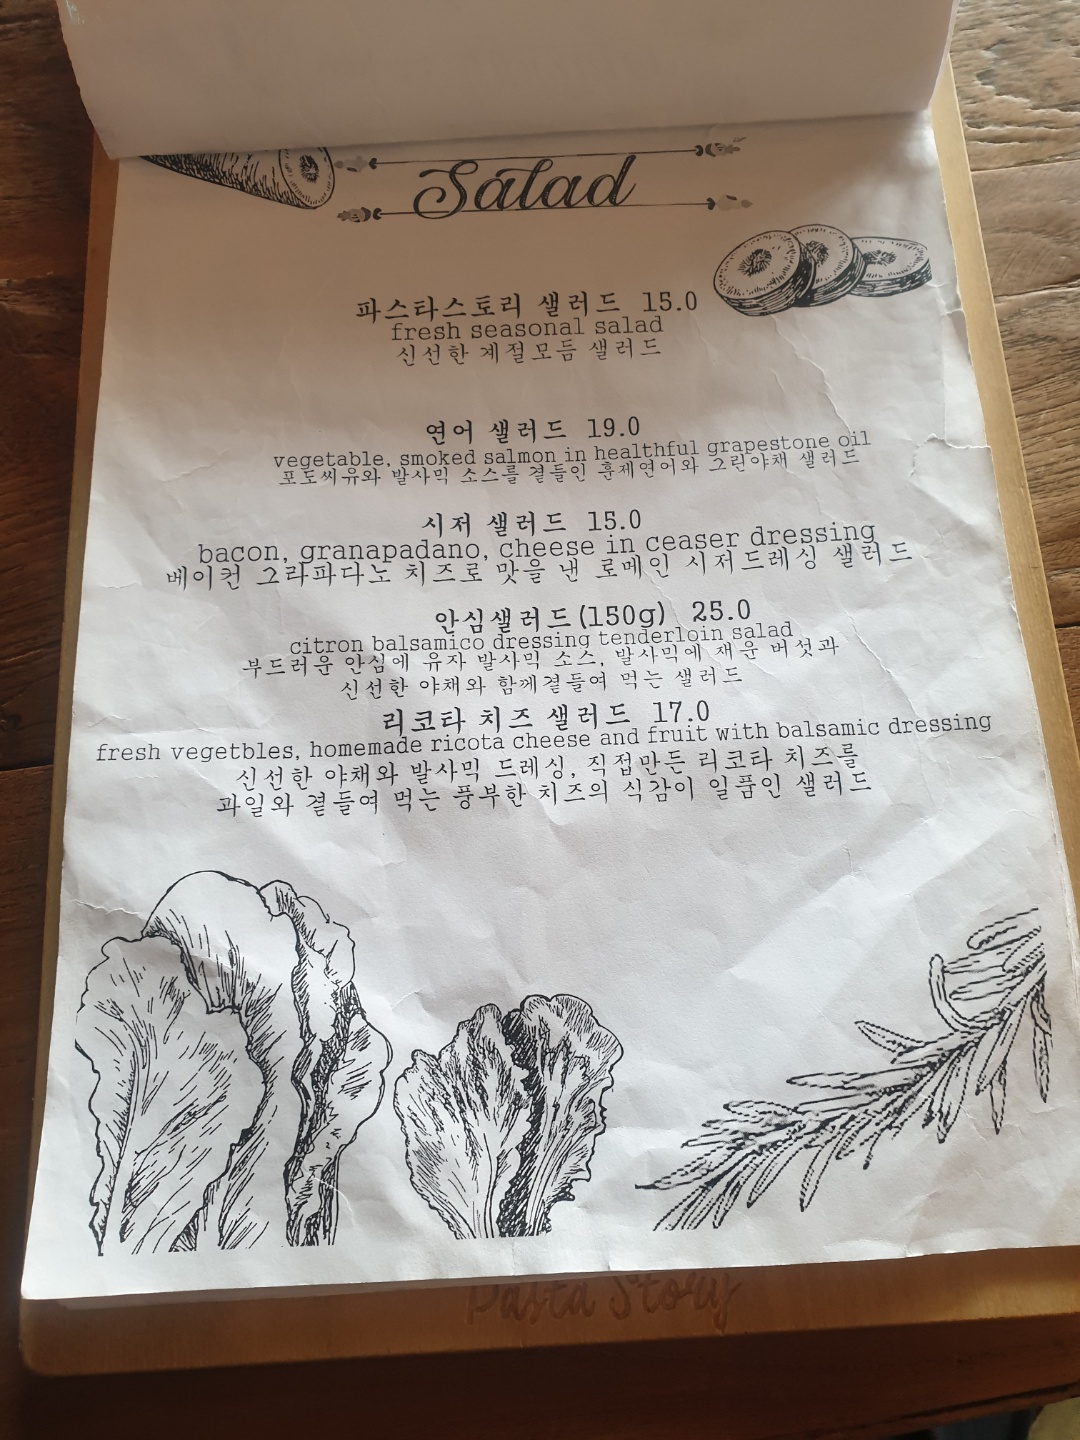 Salad
파스타스토리 샐러드 15.0
fresh seasonal salad
신선한 계절모듬 샐러드
연어 샐러드 19.0
vegetable, smoked salmon in healthful grapestone oil
포도씨유와 발사믹 소스를 곁들인 훈제연어와 그린야채 샐러드
시저 샐러드 15.0
bacon, granapadano, cheese in ceaser dressing
베이컨 그라파다노 치즈로 맛을 낸 로메인 시저드레싱 샐러드
안심샐러드(150g) 25.0
citron balsamico dressing tenderloin salad
부드러운 안심에 유자 발사믹 소스, 발사믹에 재운 버섯과
신선한 야채와 함께곁들여 먹는 샐러드
리코타 치즈 샐러드 17.0
fresh vegetbles, homemade ricota cheese and fruit with balsamic dressing
신선한 야채와 발사믹 드레싱, 직접만든 리코타 치즈를
과일와 곁들여 먹는 풍부한 치즈의 식감이 일품인 샐러드
Pasta Story